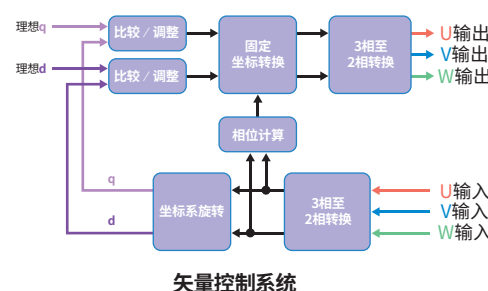 理想q
比较／调整
理想d
比较／调整
固定
坐标转换
3相至
2相转换
U输出
V输出
W输出
相位计算
q
d
坐标系旋转
3相至
2相转换
U输入
V输入
W输入
矢量控制系统